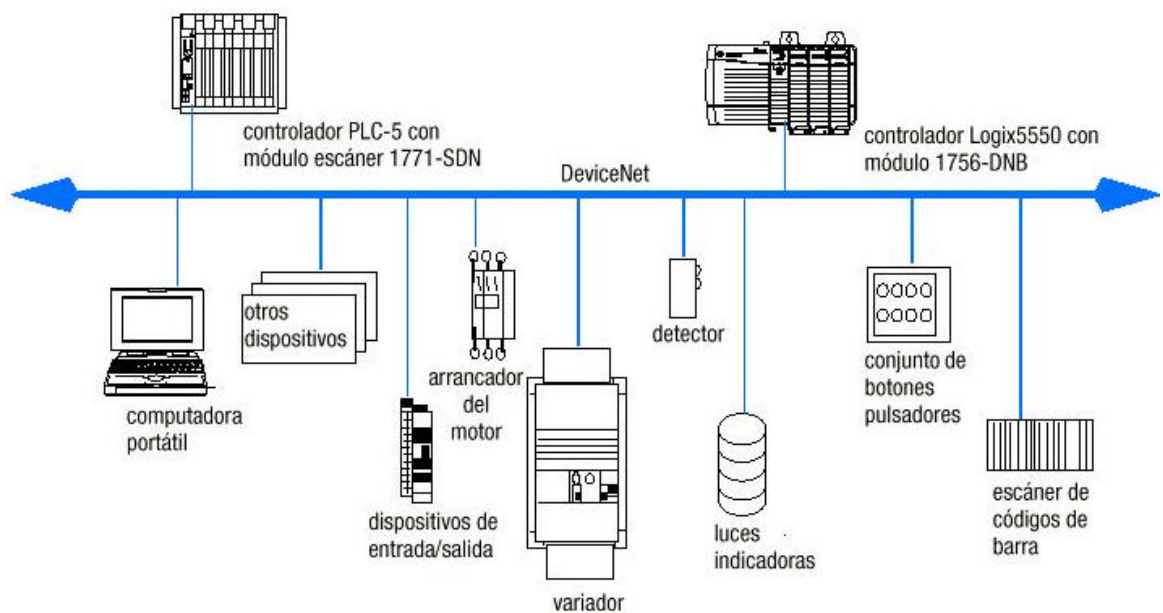 controlador PLC-5 con
módulo escáner 1771-SDN
controlador Logix5550 con
módulo 1756-DNB
DeviceNet
computadora
portátil
otros
dispositivos
arrancador
del
motor
dispositivos de
entrada/salida
variador
detector
luces
indicadoras
conjunto de
botones
pulsadores
escáner de
códigos de
barra